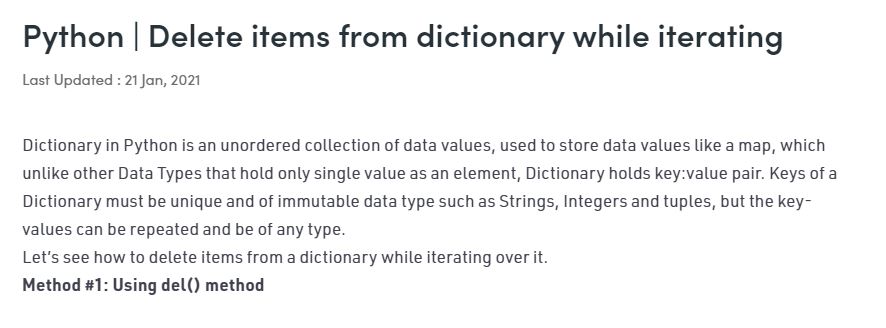 Python | Delete items from dictionary while iterating
Last Updated : 21 Jan, 2021
Dictionary in Python is an unordered collection of data values, used to store data values like a map, which
unlike other Data Types that hold only single value as an element, Dictionary holds key:value pair. Keys of a
Dictionary must be unique and of immutable data type such as Strings, Integers and tuples, but the key-
values can be repeated and be of any type.
Let’s see how to delete items from a dictionary while iterating over it.
Method #1: Using del() method